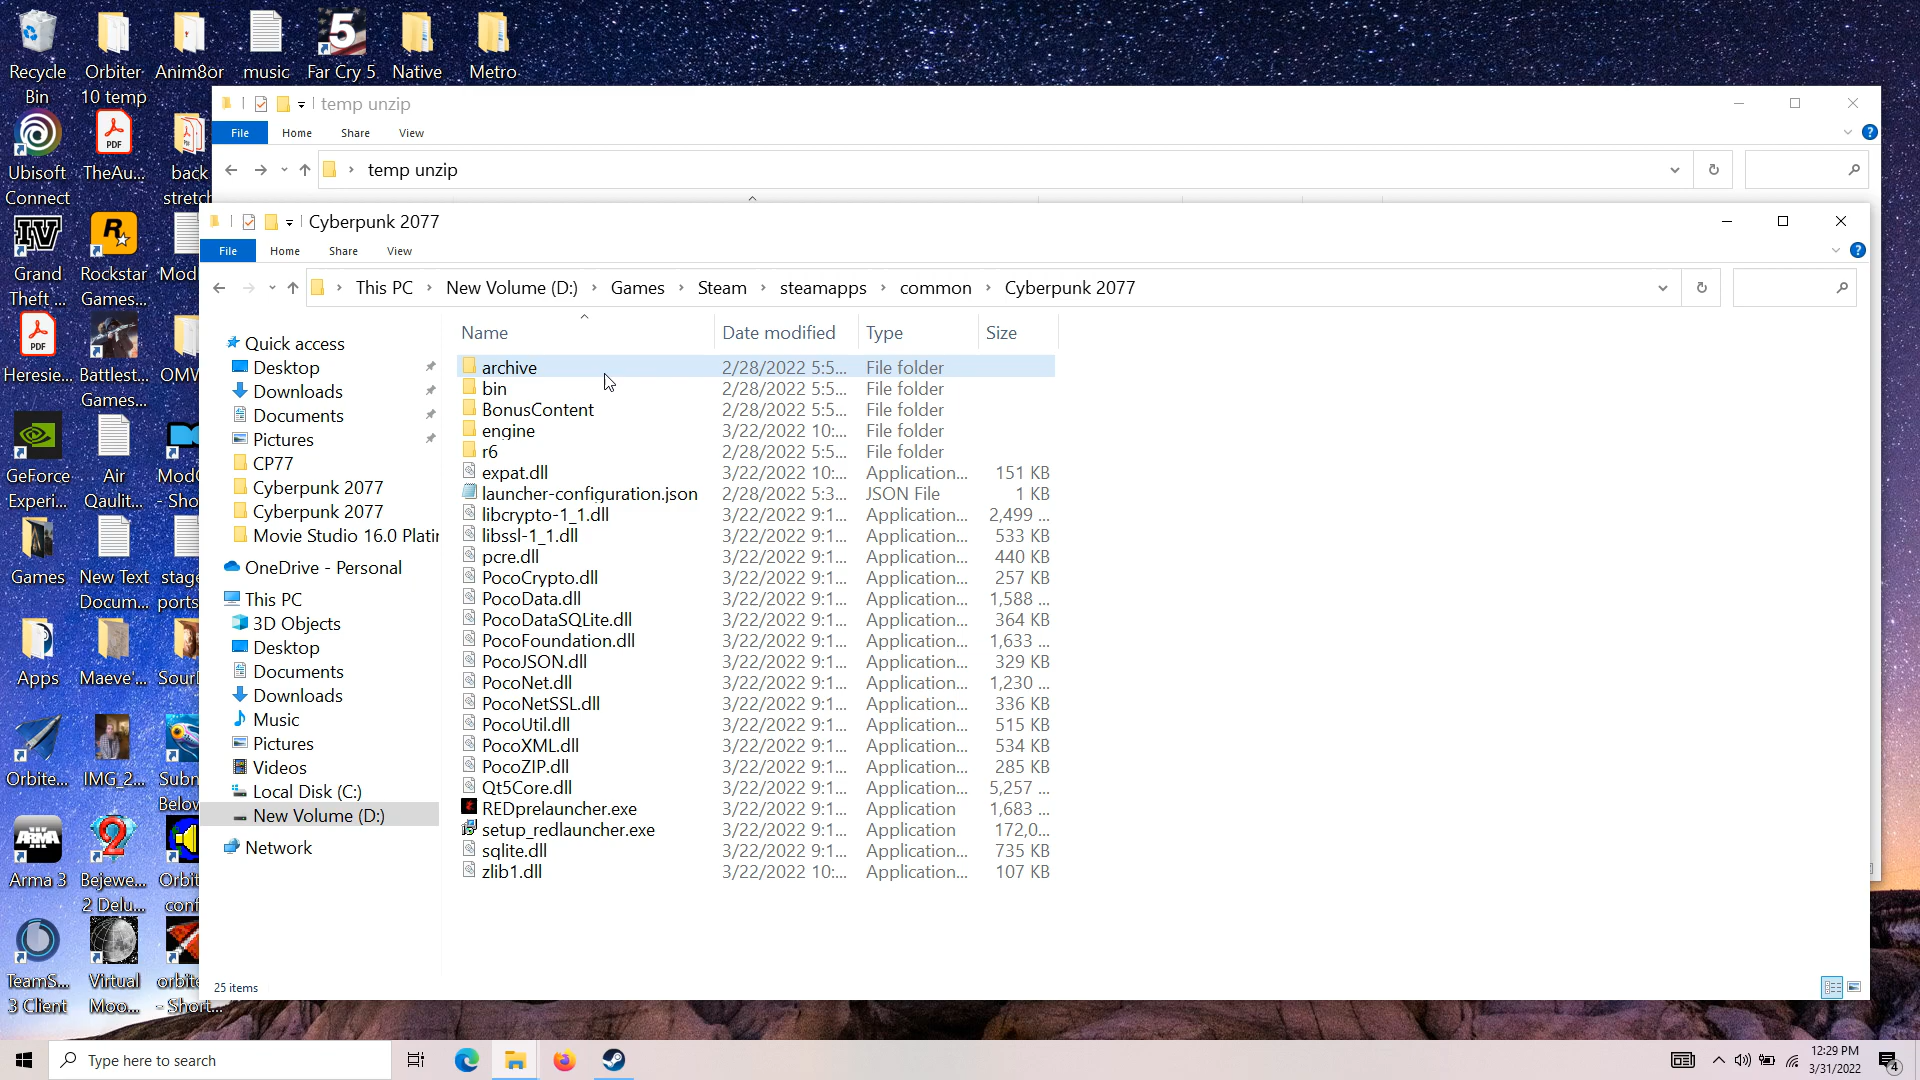 Recycle
Bin
Orbiter
10 temp
Anim8or
music
Far Cry 5
Native
Metro
Ubisoft
Connect
TheAu...
back
stretch
Grand
Theft ...
Rockstar
Games...
Heresie...
Battlest...
Games...
GeForce
Experi...
Air
Qaulit...
- Sho
Games
New Text
Docum...
stage
ports
Apps
Maeve'...
Orbite...
IMG_2...
Subn
Below
Arma 3
Bejewe...
2 Delu...
Orbit
conf
TeamS...
3 Client
Virtual
Moo...
orbite
- Short...
temp unzip
File Home Share View
temp unzip
Cyberpunk 2077
File Home Share View
This PC › New Volume (D:) › Games › Steam › steamapps › common › Cyberpunk 2077
Quick access
Desktop
Downloads
Documents
Pictures
CP77
Cyberpunk 2077
Cyberpunk 2077
Movie Studio 16.0 Platin
OneDrive - Personal
This PC
3D Objects
Desktop
Documents
Downloads
Music
Pictures
Videos
Local Disk (C:)
New Volume (D:)
Network
Name Date modified Type Size
archive 2/28/2022 5:5... File folder
bin 2/28/2022 5:5... File folder
BonusContent 2/28/2022 5:5... File folder
engine 3/22/2022 10:... File folder
r6 2/28/2022 5:5... File folder
expat.dll 3/22/2022 10:... Application... 151 KB
launcher-configuration.json 2/28/2022 5:3... JSON File 1 KB
libcrypto-1_1.dll 3/22/2022 9:1... Application... 2,499 ...
libssl-1_1.dll 3/22/2022 9:1... Application... 533 KB
pcre.dll 3/22/2022 9:1... Application... 440 KB
PocoCrypto.dll 3/22/2022 9:1... Application... 257 KB
PocoData.dll 3/22/2022 9:1... Application... 1,588 ...
PocoDataSQLite.dll 3/22/2022 9:1... Application... 364 KB
PocoFoundation.dll 3/22/2022 9:1... Application... 1,633 ...
PocoJSON.dll 3/22/2022 9:1... Application... 329 KB
PocoNet.dll 3/22/2022 9:1... Application... 1,230 ...
PocoNetSSL.dll 3/22/2022 9:1... Application... 336 KB
PocoUtil.dll 3/22/2022 9:1... Application... 515 KB
PocoXML.dll 3/22/2022 9:1... Application... 534 KB
PocoZIP.dll 3/22/2022 9:1... Application... 285 KB
Qt5Core.dll 3/22/2022 9:1... Application... 5,257 ...
REDprelauncher.exe 3/22/2022 9:1... Application 1,683 ...
setup_redlauncher.exe 3/22/2022 9:1... Application 172,0...
sqlite.dll 3/22/2022 9:1... Application... 735 KB
zlib1.dll 3/22/2022 10:... Application... 107 KB
25 items
Type here to search
12:29 PM
3/31/2022
4